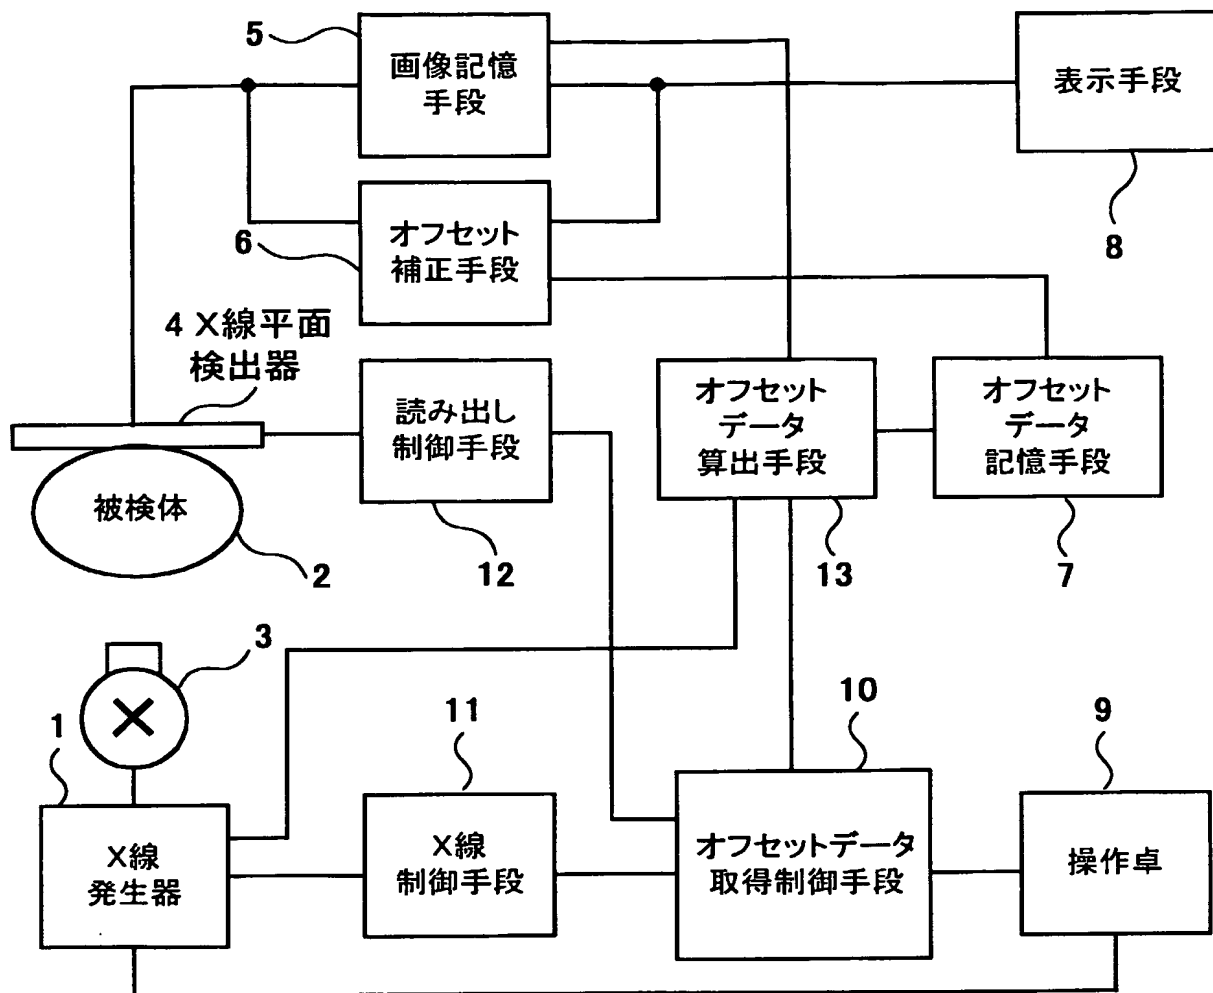 5
画像記憶
手段
表示手段
8
6
オフセット
補正手段
4 X線平面
検出器
読み出し
制御手段
12
オフセット
データ
算出手段
13
オフセット
データ
記憶手段
7
被検体
2
3
1
X線
発生器
11
X線
制御手段
10
オフセットデータ
取得制御手段
9
操作卓